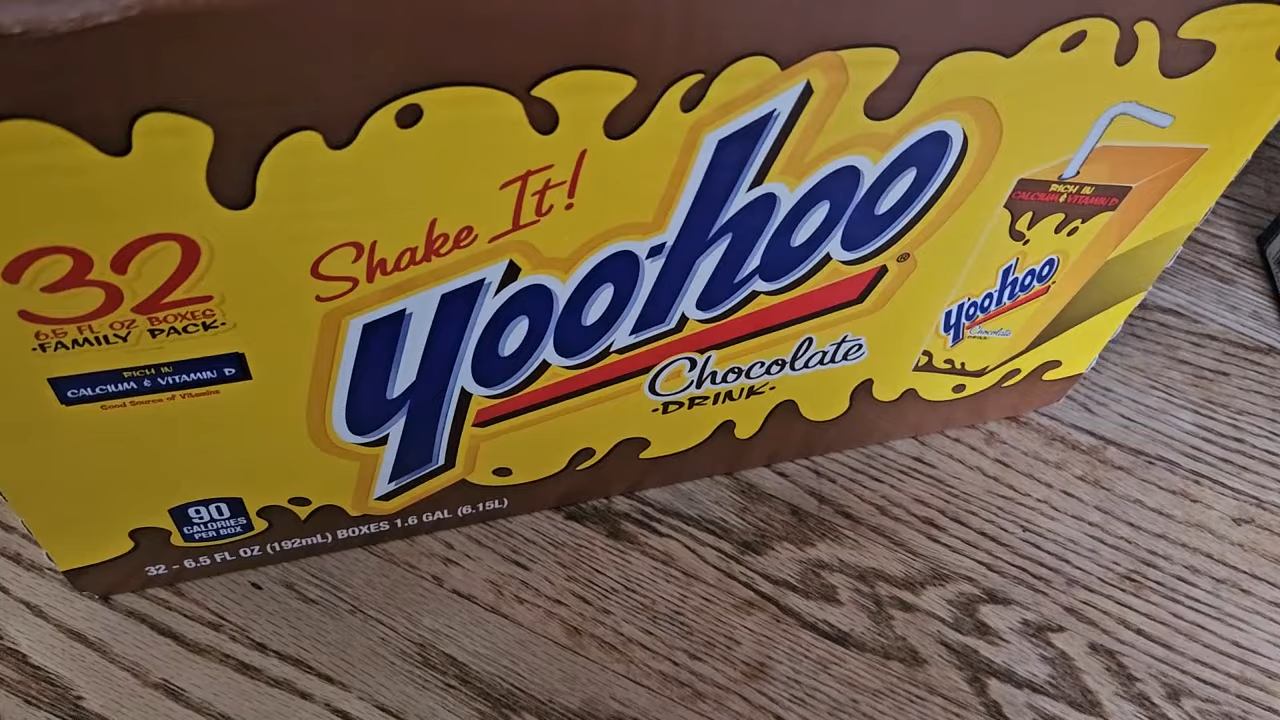 32
6.5 FL OZ BOXES
·FAMILY PACK·
RICH IN
CALCIUM & VITAMIN D
Good Source of Vitamins
90
CALORIES
PER BOX
Shake It!
yoo-hoo®
Chocolate
·DRINK·
32 - 6.5 FL OZ (192mL) BOXES 1.6 GAL (6.15L)
RICH IN
CALCIUM & VITAMIN D
yoo-hoo
Chocolate
DRINK